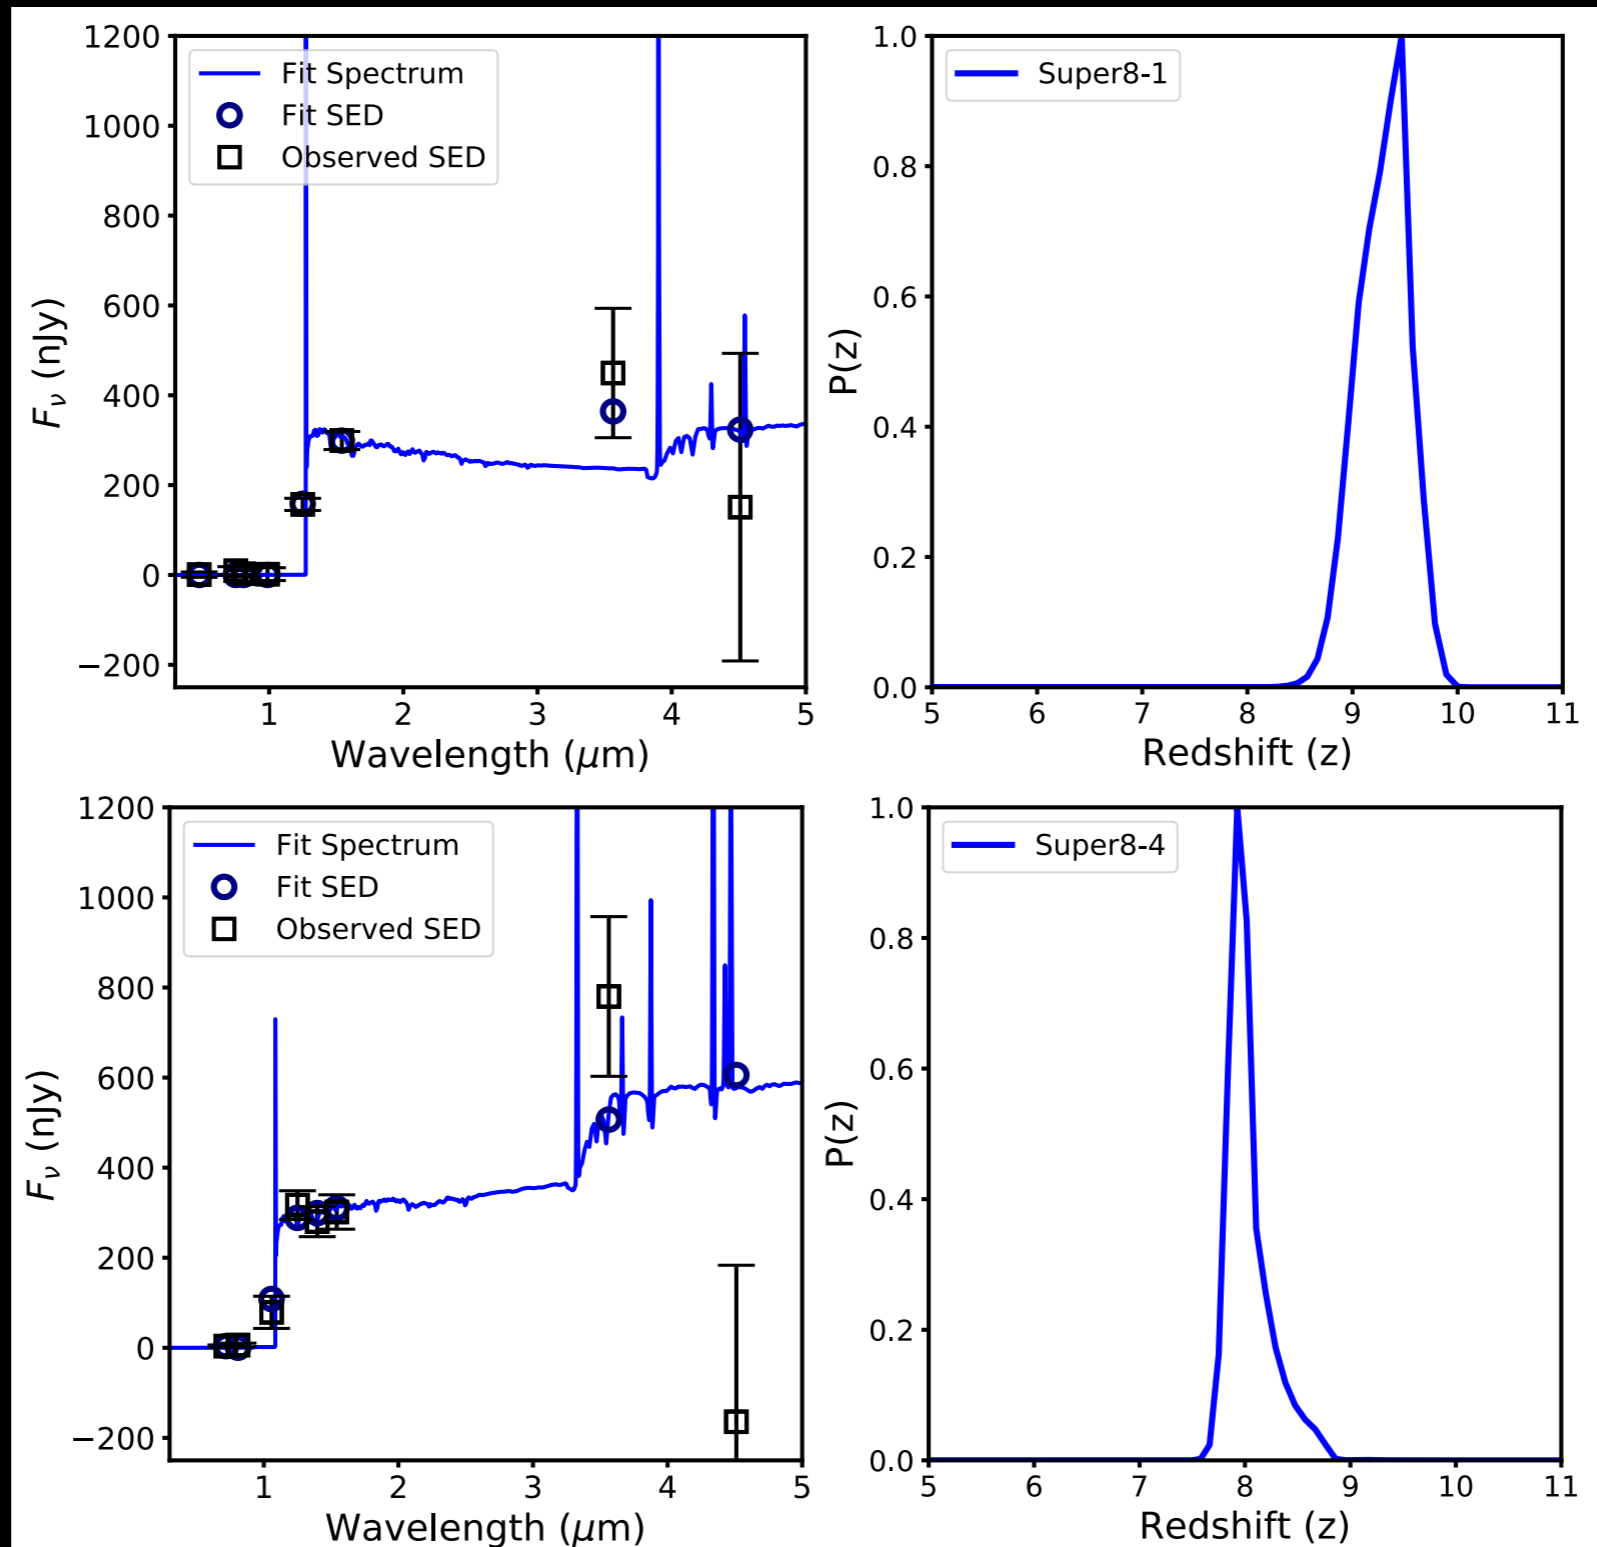 1200
1000
800
600
400
200
0
−200
Fν (nJy)
Fit Spectrum
Fit SED
Observed SED
1 2 3 4 5
Wavelength (μm)
1.0
0.8
0.6
0.4
0.2
0.0
P(z)
Super8-1
5 6 7 8 9 10 11
Redshift (z)
1200
1000
800
600
400
200
0
−200
Fν (nJy)
Fit Spectrum
Fit SED
Observed SED
1 2 3 4 5
Wavelength (μm)
1.0
0.8
0.6
0.4
0.2
0.0
P(z)
Super8-4
5 6 7 8 9 10 11
Redshift (z)